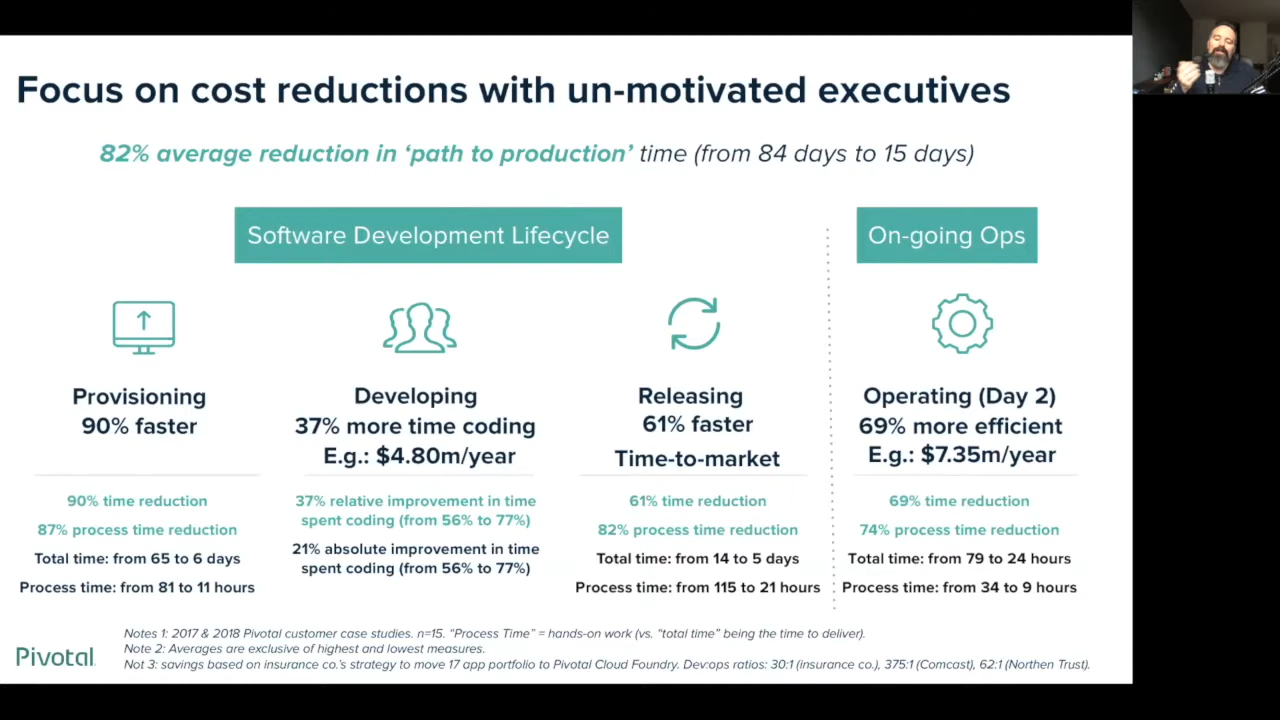 Focus on cost reductions with un-motivated executives
82% average reduction in ‘path to production’ time (from 84 days to 15 days)
Software Development Lifecycle
On-going Ops
Provisioning
90% faster
90% time reduction
87% process time reduction
Total time: from 65 to 6 days
Process time: from 81 to 11 hours
Developing
37% more time coding
E.g.: $4.80m/year
37% relative improvement in time
spent coding (from 56% to 77%)
21% absolute improvement in time
spent coding (from 56% to 77%)
Releasing
61% faster
Time-to-market
61% time reduction
82% process time reduction
Total time: from 14 to 5 days
Process time: from 115 to 21 hours
Operating (Day 2)
69% more efficient
E.g.: $7.35m/year
69% time reduction
74% process time reduction
Total time: from 79 to 24 hours
Process time: from 34 to 9 hours
Pivotal
Notes 1: 2017 & 2018 Pivotal customer case studies. n=15. “Process Time” = hands-on work (vs. “total time” being the time to deliver).
Note 2: Averages are exclusive of highest and lowest measures.
Not 3: savings based on insurance co.’s strategy to move 17 app portfolio to Pivotal Cloud Foundry. Dev:ops ratios: 30:1 (insurance co.), 375:1 (Comcast), 62:1 (Northen Trust).